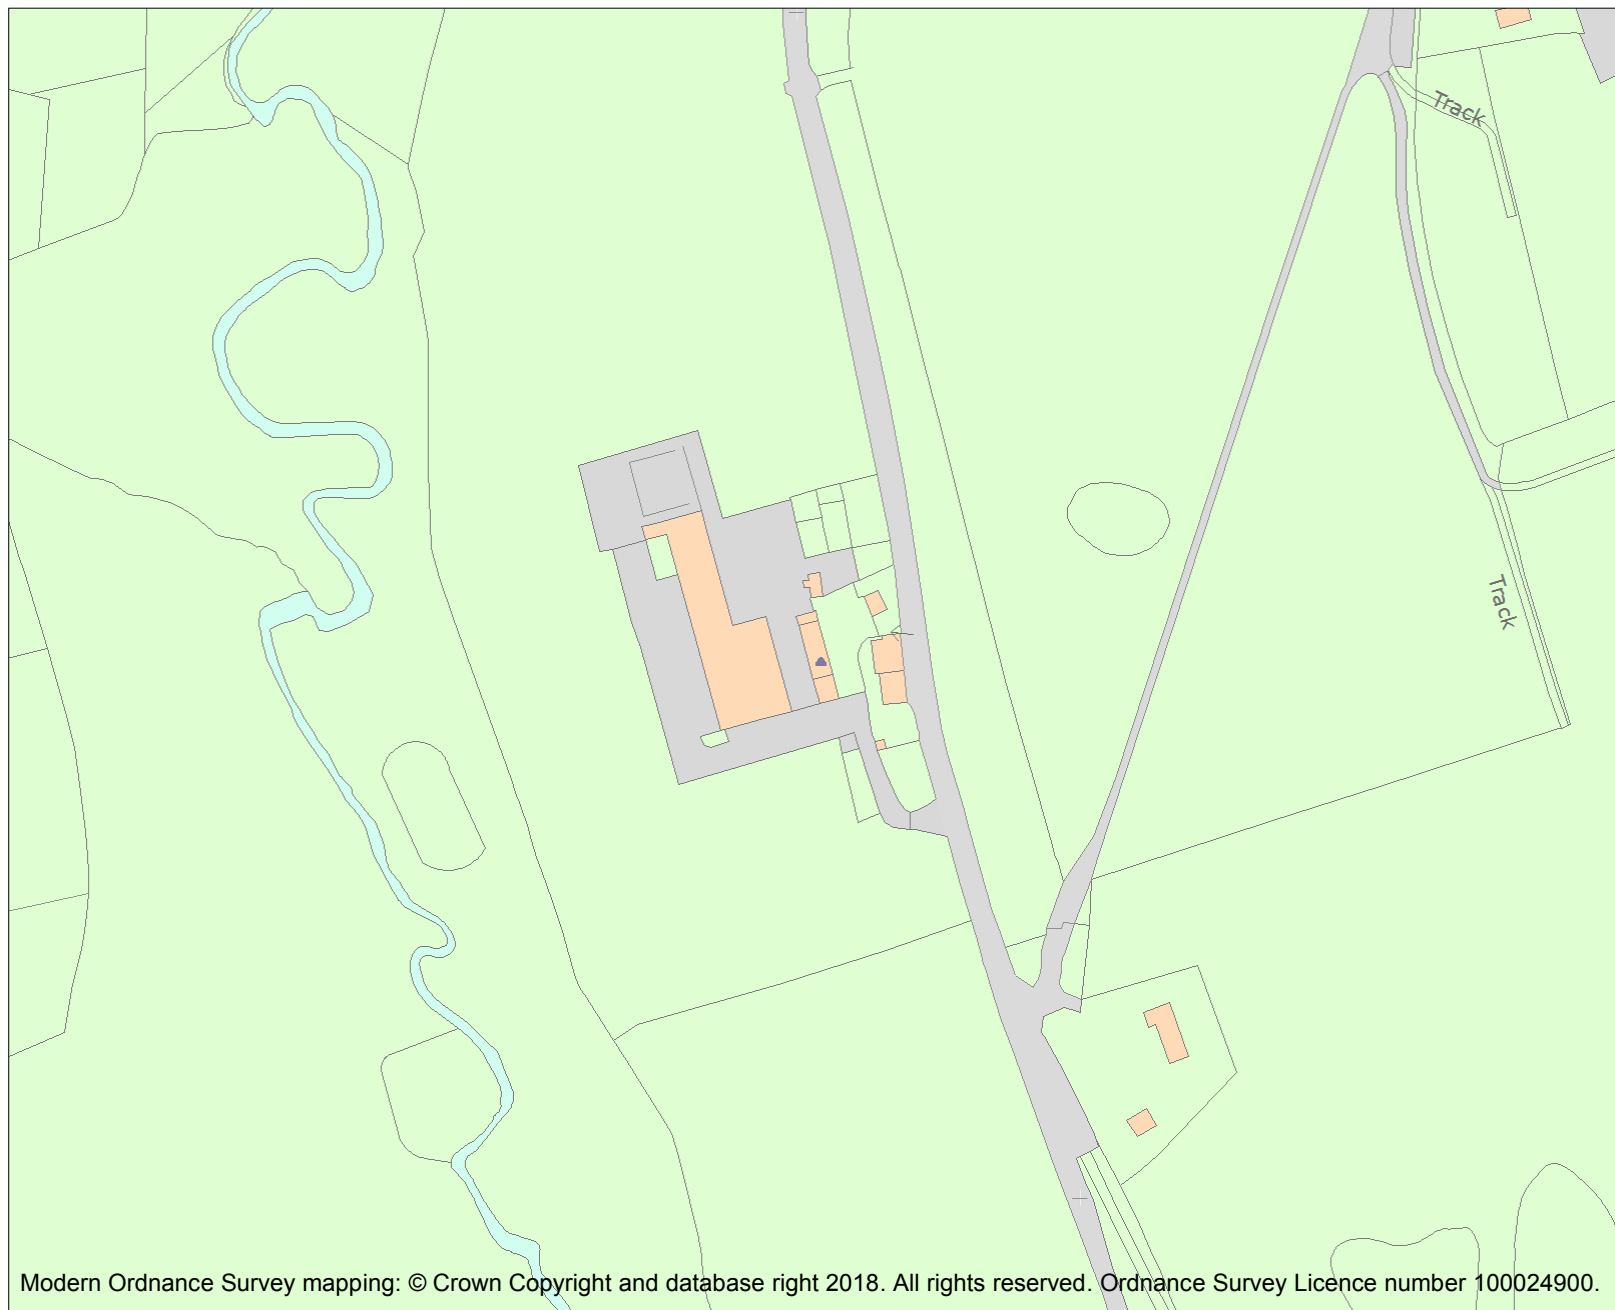 Track
Track
Modern Ordnance Survey mapping: © Crown Copyright and database right 2018. All rights reserved. Ordnance Survey Licence number 100024900.